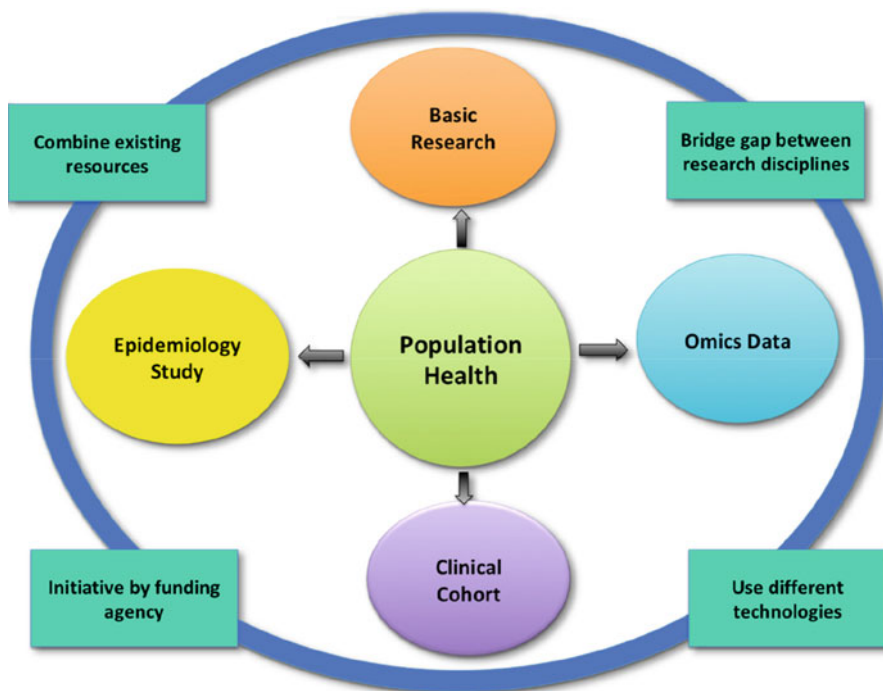 Basic
Research
Combine existing
resources
Bridge gap between
research disciplines
Epidemiology
Study
Population
Health
Omics Data
Clinical
Cohort
Initiative by funding
agency
Use different
technologies